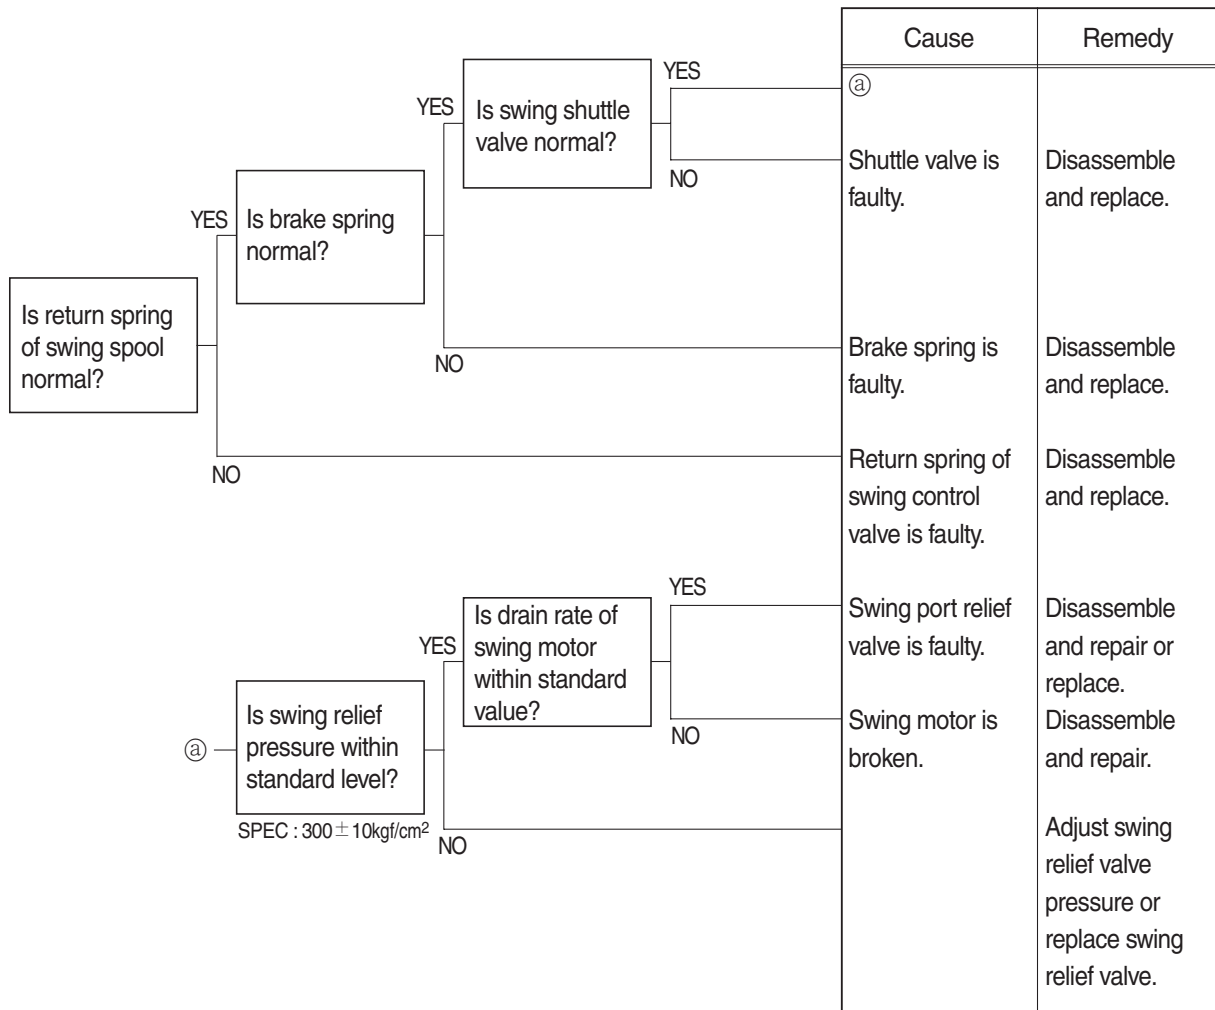 Cause
Remedy
YES
ⓐ
YES
Is swing shuttle
valve normal?
NO
Shuttle valve is
faulty.
Disassemble
and replace.
YES
Is brake spring
normal?
NO
Brake spring is
faulty.
Disassemble
and replace.
Is return spring
of swing spool
normal?
NO
Return spring of
swing control
valve is faulty.
Disassemble
and replace.
YES
Swing port relief
valve is faulty.
Disassemble
and repair or
replace.
YES
Is drain rate of
swing motor
within standard
value?
NO
Swing motor is
broken.
Disassemble
and repair.
ⓐ
Is swing relief
pressure within
standard level?
SPEC : 300±10kgf/cm²
NO
Adjust swing
relief valve
pressure or
replace swing
relief valve.